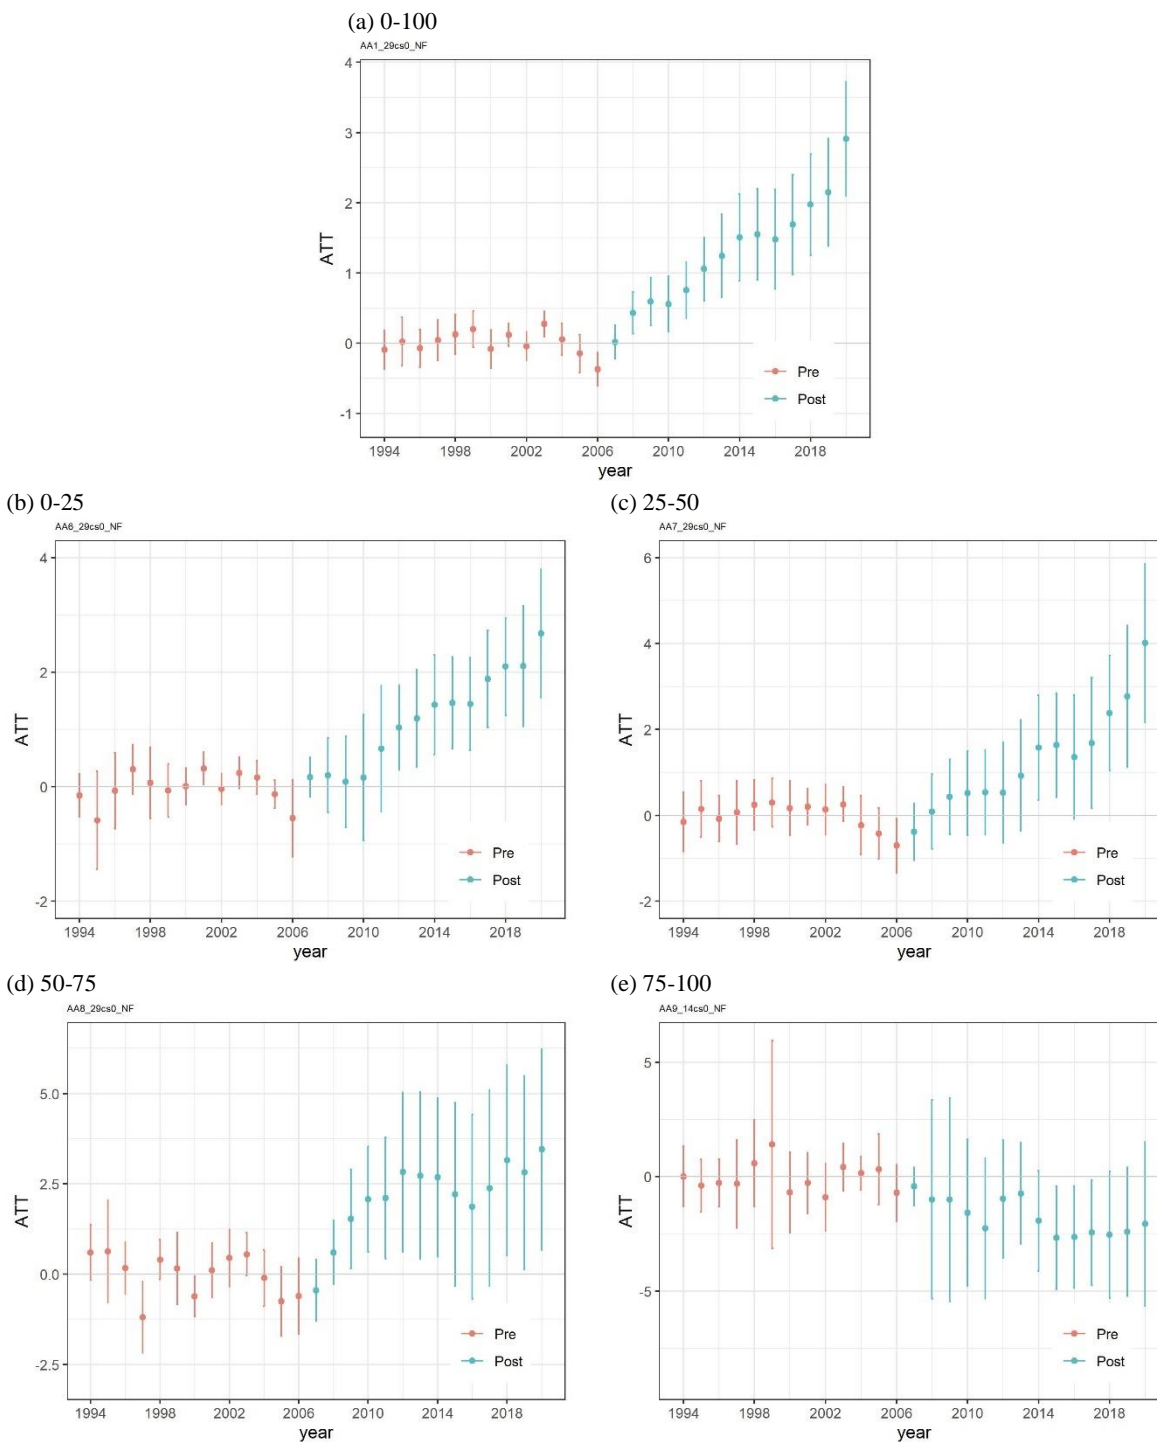 (a) 0-100
AA1_29cs0_NF
4
3
2
1
0
-1
ATT
Pre
Post
1994 1998 2002 2006 2010 2014 2018
year
(b) 0-25
AA6_29cs0_NF
4
2
0
-2
ATT
Pre
Post
1994 1998 2002 2006 2010 2014 2018
year
(c) 25-50
AA7_29cs0_NF
6
4
2
0
-2
ATT
Pre
Post
1994 1998 2002 2006 2010 2014 2018
year
(d) 50-75
AA8_29cs0_NF
5.0
2.5
0.0
-2.5
ATT
Pre
Post
1994 1998 2002 2006 2010 2014 2018
year
(e) 75-100
AA9_14cs0_NF
5
0
-5
ATT
Pre
Post
1994 1998 2002 2006 2010 2014 2018
year